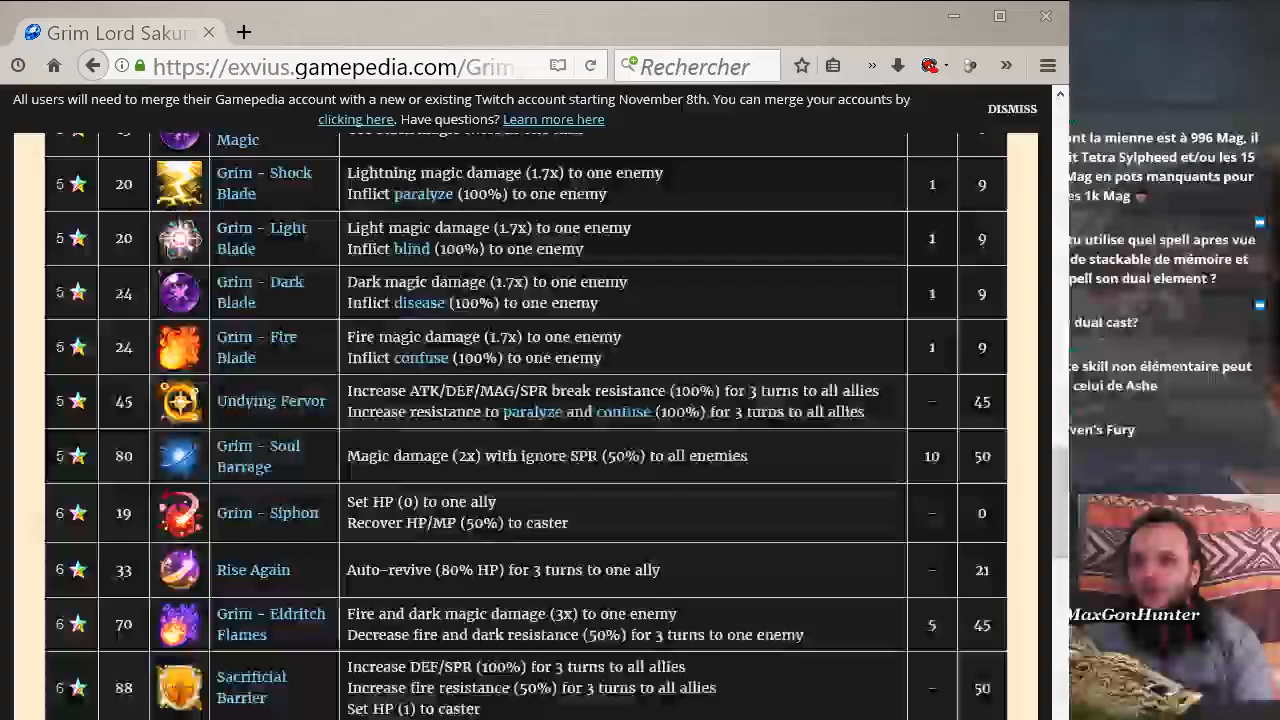 Grim Lord Sakur
https://exvius.gamepedia.com/Grim
Rechercher
All users will need to merge their Gamepedia account with a new or existing Twitch account starting November 8th. You can merge your accounts by
clicking here. Have questions? Learn more here
DISMISS
Magic
5 20 Grim - Shock Blade Lightning magic damage (1.7x) to one enemy
Inflict paralyze (100%) to one enemy 1 9
5 20 Grim - Light Blade Light magic damage (1.7x) to one enemy
Inflict blind (100%) to one enemy 1 9
5 24 Grim - Dark Blade Dark magic damage (1.7x) to one enemy
Inflict disease (100%) to one enemy 1 9
5 24 Grim - Fire Blade Fire magic damage (1.7x) to one enemy
Inflict confuse (100%) to one enemy 1 9
5 45 Undying Fervor Increase ATK/DEF/MAG/SPR break resistance (100%) for 3 turns to all allies
Increase resistance to paralyze and confuse (100%) for 3 turns to all allies - 45
5 80 Grim - Soul Barrage Magic damage (2x) with ignore SPR (50%) to all enemies 10 50
6 19 Grim - Siphon Set HP (0) to one ally
Recover HP/MP (50%) to caster - 0
6 33 Rise Again Auto-revive (80% HP) for 3 turns to one ally - 21
6 70 Grim - Eldritch Flames Fire and dark magic damage (3x) to one enemy
Decrease fire and dark resistance (50%) for 3 turns to one enemy 5 45
6 88 Sacrificial Barrier Increase DEF/SPR (100%) for 3 turns to all allies
Increase fire resistance (50%) for 3 turns to all allies
Set HP (1) to caster - 50
nt la mienne est à 996 Mag, il
it Tetra Sylpheed et/ou les 15
Mag en pots manquants pour
es 1k Mag
tu utilise quel spell apres vue
de stackable de mémoire et
pell son dual element ?
dual cast?
e skill non élémentaire peut
celui de Ashe
ven's Fury
MaxGonHunter